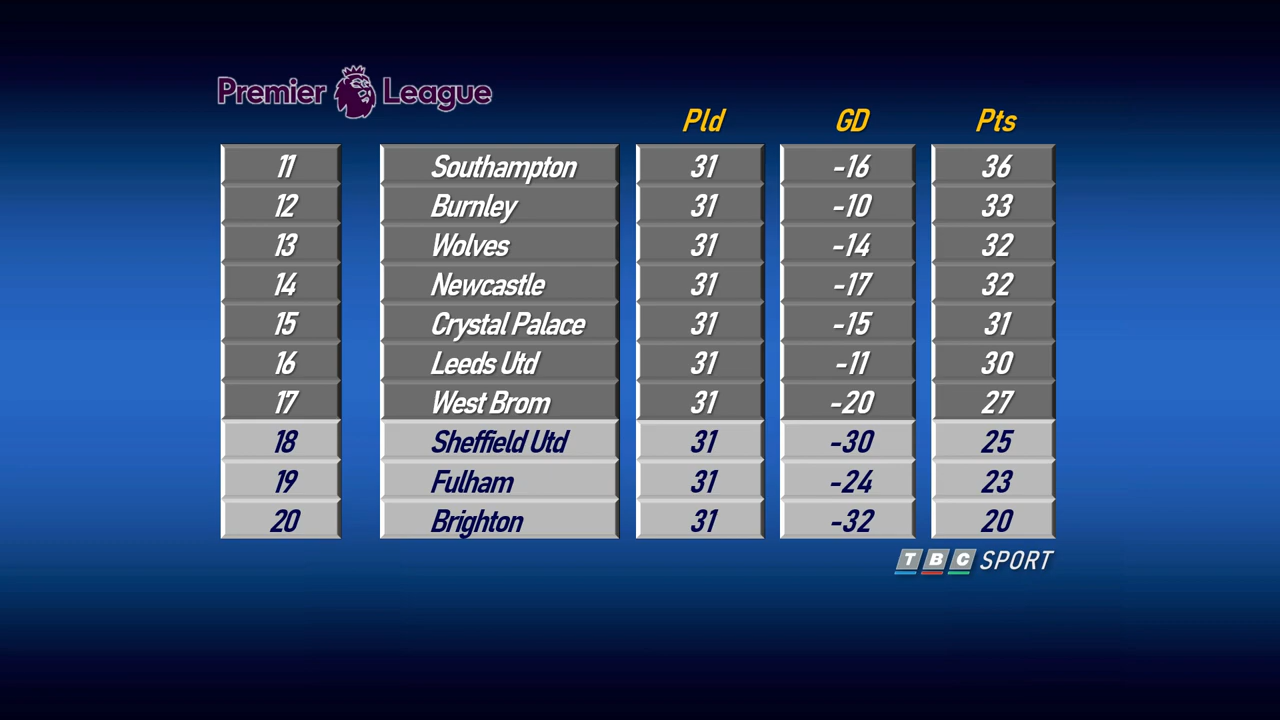 Premier League
Pld GD Pts
11 Southampton 31 -16 36
12 Burnley 31 -10 33
13 Wolves 31 -14 32
14 Newcastle 31 -17 32
15 Crystal Palace 31 -15 31
16 Leeds Utd 31 -11 30
17 West Brom 31 -20 27
18 Sheffield Utd 31 -30 25
19 Fulham 31 -24 23
20 Brighton 31 -32 20
TBC SPORT